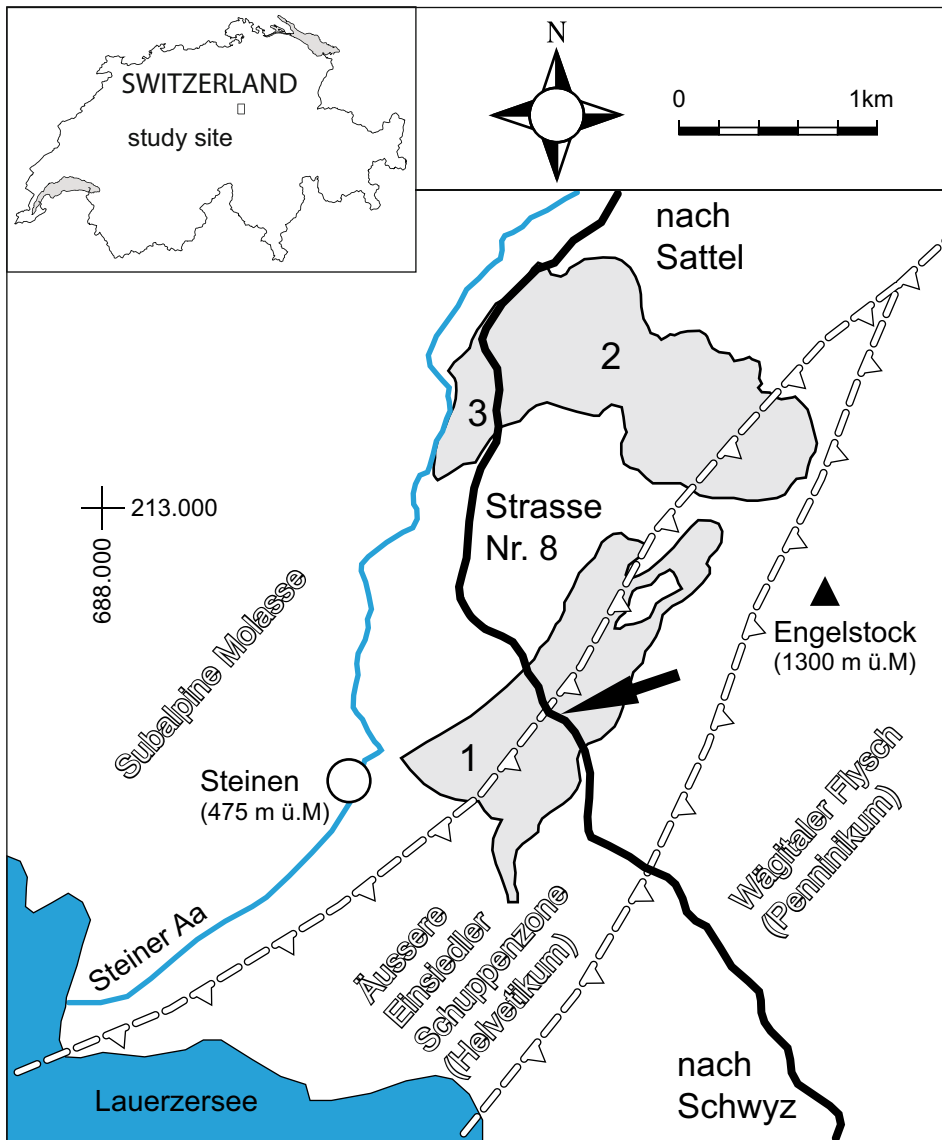 SWITZERLAND
study site
N
0 1km
nach
Sattel
2
3
213.000
688.000
Strasse
Nr. 8
Subalpine Molasse
Engelstock
(1300 m ü.M)
1
Steinen
(475 m ü.M)
Wägitaler Flysch
(Penninikum)
Steiner Aa
Äussere
Einsiedler
Schuppenzone
(Helvetikum)
Lauerzersee
nach
Schwyz